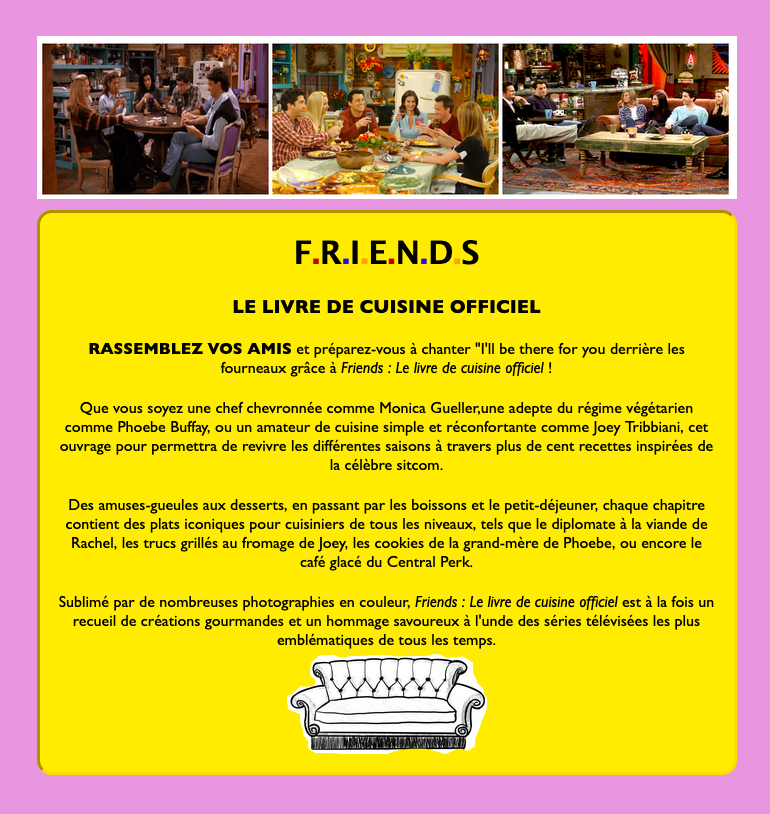 F.R.I.E.N.D.S
LE LIVRE DE CUISINE OFFICIEL
RASSEMBLEZ VOS AMIS et préparez-vous à chanter "I'll be there for you derrière les
fourneaux grâce à Friends : Le livre de cuisine officiel !
Que vous soyez une chef chevronnée comme Monica Gueller,une adepte du régime végétarien
comme Phoebe Buffay, ou un amateur de cuisine simple et réconfortante comme Joey Tribbiani, cet
ouvrage pour permettra de revivre les différentes saisons à travers plus de cent recettes inspirées de
la célèbre sitcom.
Des amuses-gueules aux desserts, en passant par les boissons et le petit-déjeuner, chaque chapitre
contient des plats iconiques pour cuisiniers de tous les niveaux, tels que le diplomate à la viande de
Rachel, les trucs grillés au fromage de Joey, les cookies de la grand-mère de Phoebe, ou encore le
café glacé du Central Perk.
Sublimé par de nombreuses photographies en couleur, Friends : Le livre de cuisine officiel est à la fois un
recueil de créations gourmandes et un hommage savoureux à l'unde des séries télévisées les plus
emblématiques de tous les temps.